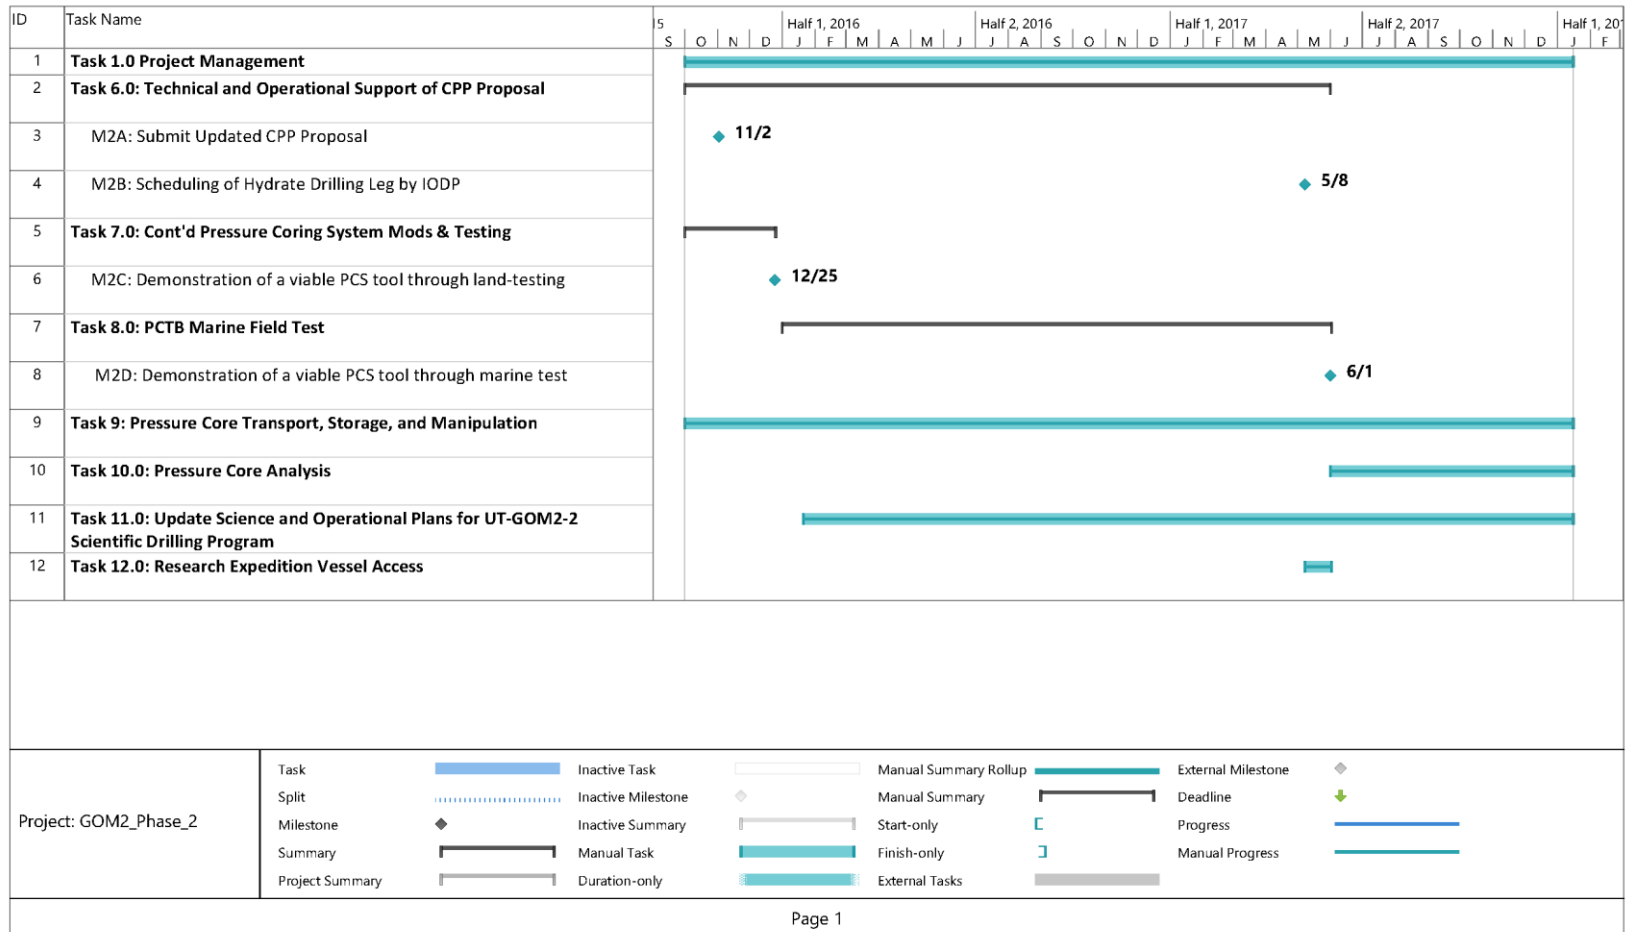 ID Task Name
15 Half 1, 2016 Half 2, 2016 Half 1, 2017 Half 2, 2017 Half 1, 20
S O N D J F M A M J J A S O N D J F M A M J J A S O N D J F
1 Task 1.0 Project Management
2 Task 6.0: Technical and Operational Support of CPP Proposal
3 M2A: Submit Updated CPP Proposal 11/2
4 M2B: Scheduling of Hydrate Drilling Leg by IODP 5/8
5 Task 7.0: Cont'd Pressure Coring System Mods & Testing
6 M2C: Demonstration of a viable PCS tool through land-testing 12/25
7 Task 8.0: PCTB Marine Field Test
8 M2D: Demonstration of a viable PCS tool through marine test 6/1
9 Task 9: Pressure Core Transport, Storage, and Manipulation
10 Task 10.0: Pressure Core Analysis
11 Task 11.0: Update Science and Operational Plans for UT-GOM2-2
Scientific Drilling Program
12 Task 12.0: Research Expedition Vessel Access
Project: GOM2_Phase_2
Task Inactive Task Manual Summary Rollup External Milestone
Split Inactive Milestone Manual Summary Deadline
Milestone Inactive Summary Start-only Progress
Summary Manual Task Finish-only Manual Progress
Project Summary Duration-only External Tasks
Page 1